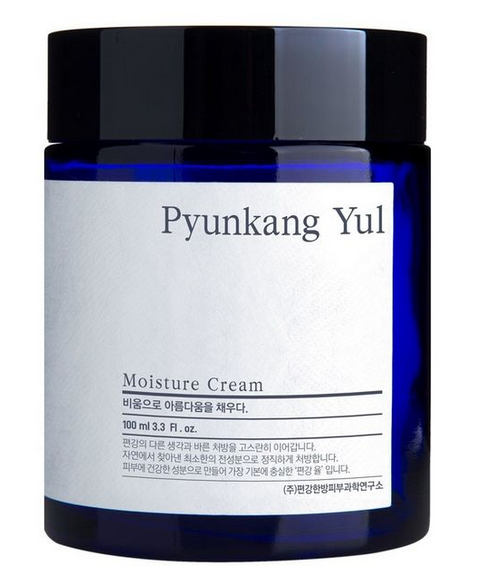 Pyunkang Yul
Moisture Cream
비움으로 아름다움을 채우다.
100 ml 3.3 Fl . oz.
편강의 다른 생각과 바른 처방을 고스란히 이어갑니다.
자연에서 찾아낸 최소한의 전성분으로 정직하게 처방합니다.
피부에 건강한 성분으로 만들어 가장 기본에 충실한 '편강 율' 입니다.
(주)편강한방피부과학연구소